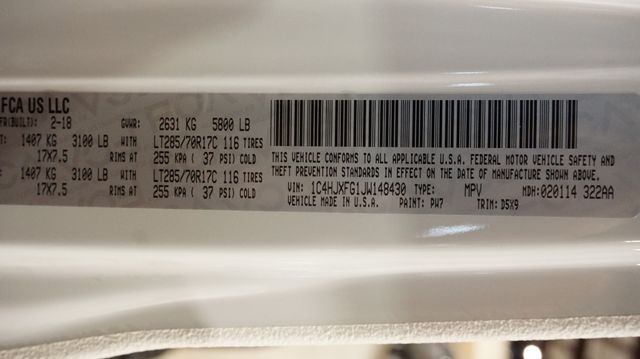 FCA US LLC
FR(BUILT): 2-18 GVWR: 2631 KG 5800 LB
T: 1407 KG 3100 LB WITH LT285/70R17C 116 TIRES
17X7.5 RIMS AT 255 KPA ( 37 PSI) COLD
: 1407 KG 3100 LB WITH LT285/70R17C 116 TIRES
17X7.5 RIMS AT 255 KPA ( 37 PSI) COLD
THIS VEHICLE CONFORMS TO ALL APPLICABLE U.S.A. FEDERAL MOTOR VEHICLE SAFETY AND
THEFT PREVENTION STANDARDS IN EFFECT ON THE DATE OF MANUFACTURE SHOWN ABOVE.
VIN: 1C4HJXFG1JW148430 TYPE: MPV MDH: 020114 322AA
VEHICLE MADE IN U.S.A. PAINT: PW7 TRIM: D5X9